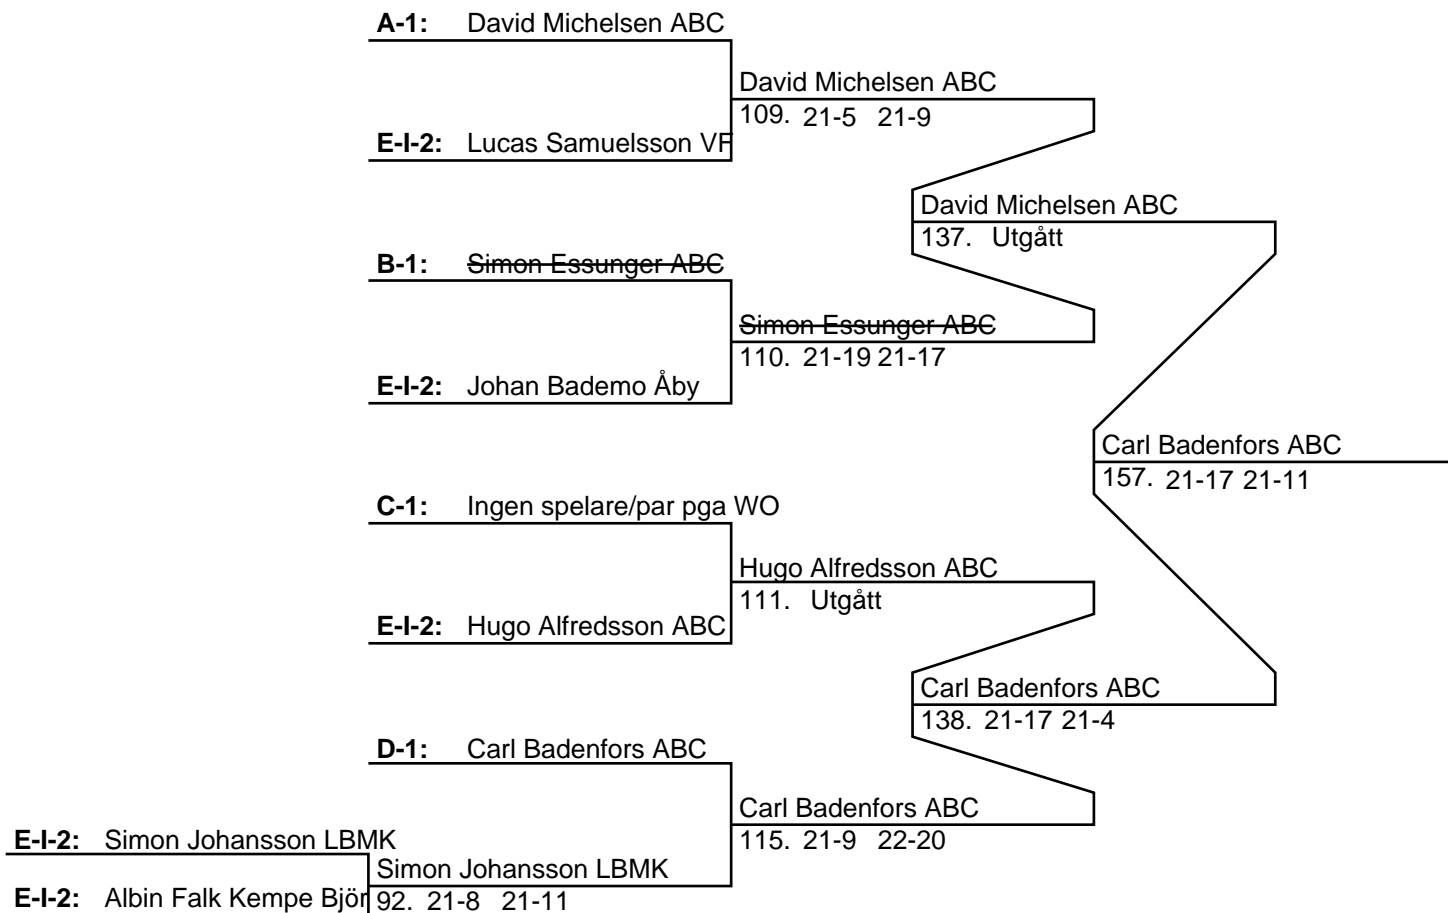 A-1: David Michelsen ABC
David Michelsen ABC
109. 21-5 21-9
E-I-2: Lucas Samuelsson VF
David Michelsen ABC
137. Utgått
B-1: Simon Essunger ABC
Simon Essunger ABC
110. 21-19 21-17
E-I-2: Johan Bademo Åby
Carl Badenfors ABC
157. 21-17 21-11
C-1: Ingen spelare/par pga WO
Hugo Alfredsson ABC
111. Utgått
E-I-2: Hugo Alfredsson ABC
Carl Badenfors ABC
138. 21-17 21-4
D-1: Carl Badenfors ABC
Carl Badenfors ABC
115. 21-9 22-20
E-I-2: Simon Johansson LBMK
Simon Johansson LBMK
E-I-2: Albin Falk Kempe Björ
92. 21-8 21-11